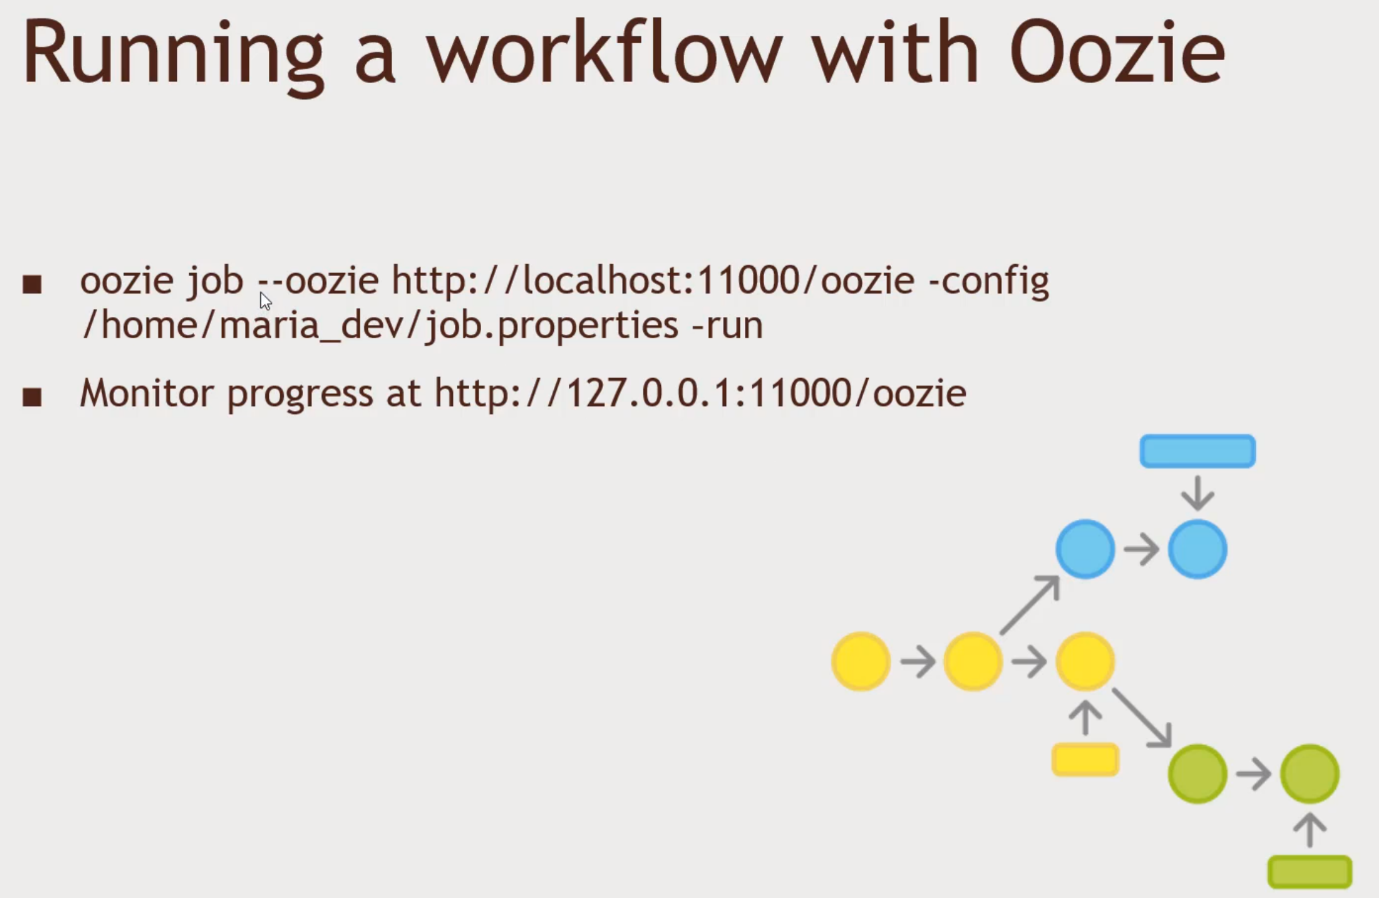 Running a workflow with Oozie
oozie job --oozie http://localhost:11000/oozie -config
/home/maria_dev/job.properties –run
Monitor progress at http://127.0.0.1:11000/oozie